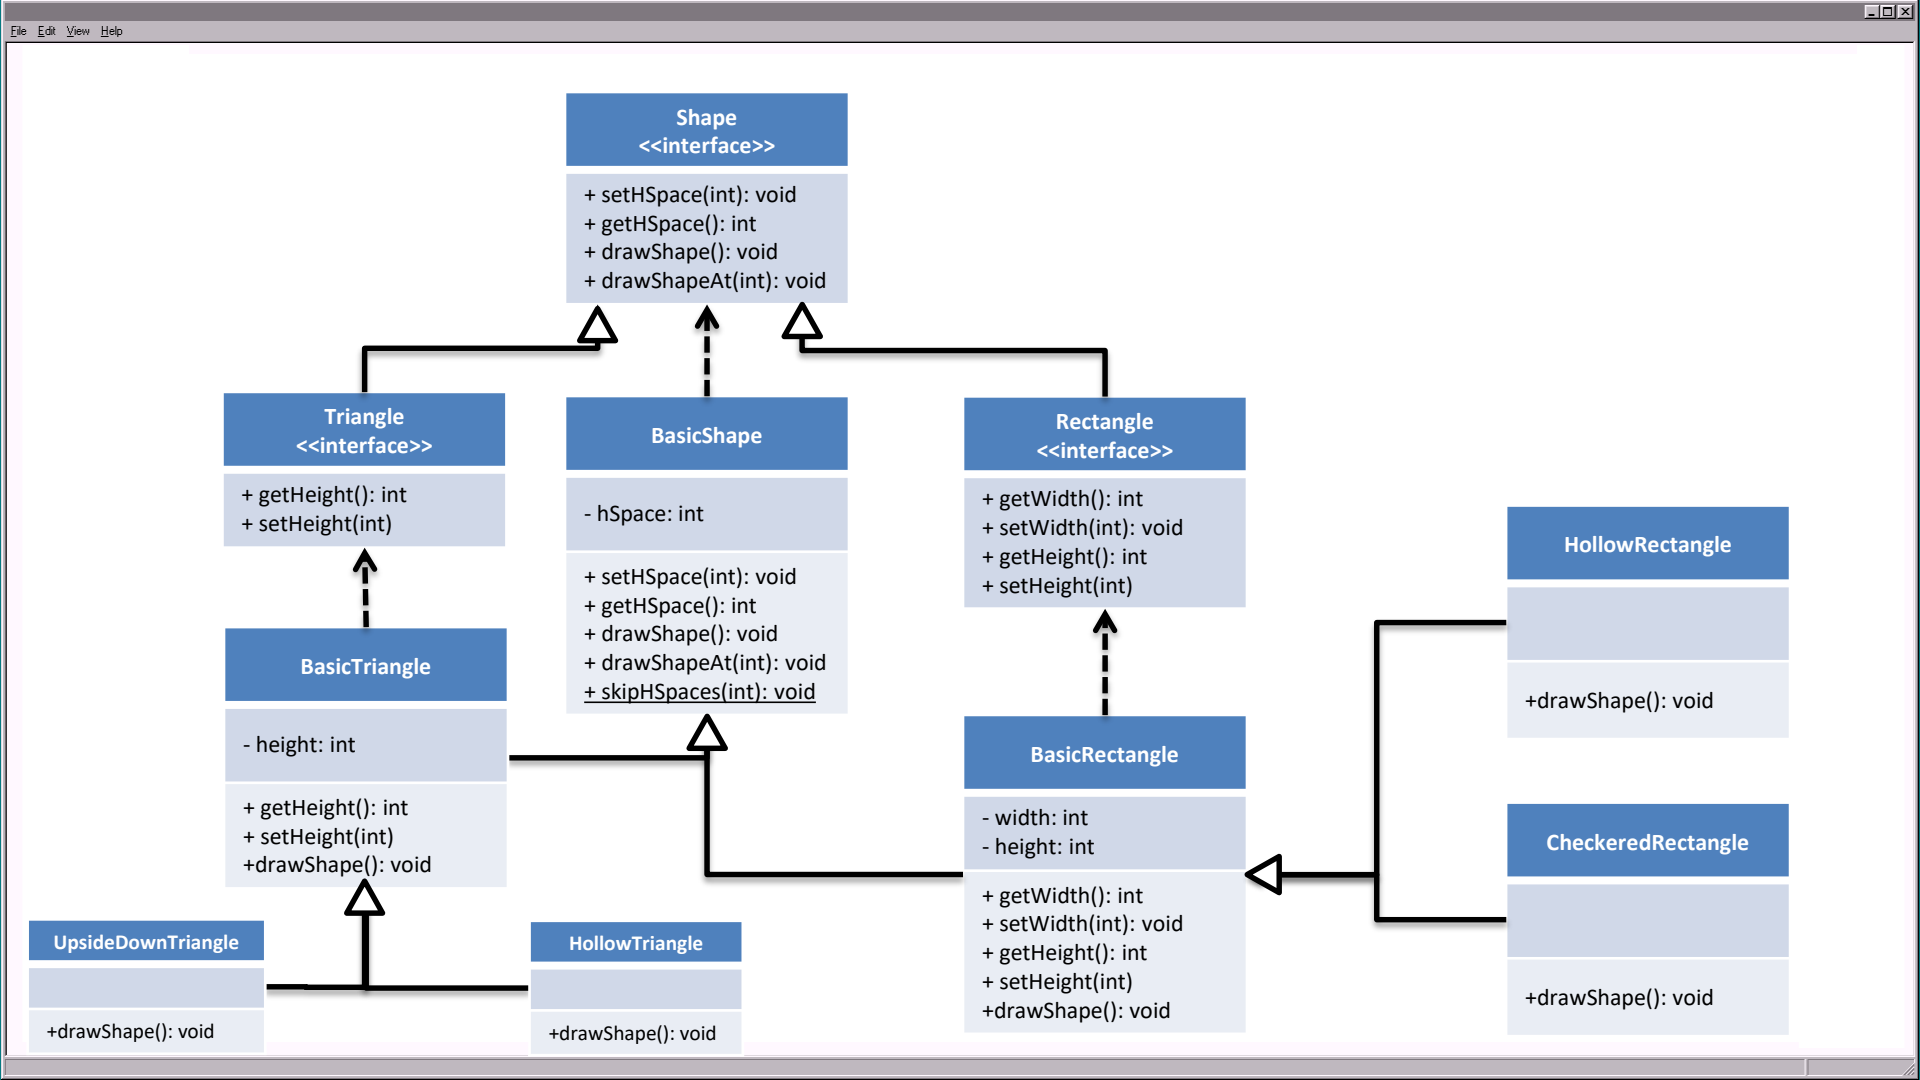 File Edit View Help
Shape
<<interface>>
+ setHSpace(int): void
+ getHSpace(): int
+ drawShape(): void
+ drawShapeAt(int): void
Triangle
<<interface>>
+ getHeight(): int
+ setHeight(int)
BasicShape
- hSpace: int
+ setHSpace(int): void
+ getHSpace(): int
+ drawShape(): void
+ drawShapeAt(int): void
+ skipHSpaces(int): void
Rectangle
<<interface>>
+ getWidth(): int
+ setWidth(int): void
+ getHeight(): int
+ setHeight(int)
HollowRectangle
+drawShape(): void
BasicTriangle
- height: int
+ getHeight(): int
+ setHeight(int)
+drawShape(): void
BasicRectangle
- width: int
- height: int
+ getWidth(): int
+ setWidth(int): void
+ getHeight(): int
+ setHeight(int)
+drawShape(): void
CheckeredRectangle
+drawShape(): void
UpsideDownTriangle
+drawShape(): void
HollowTriangle
+drawShape(): void